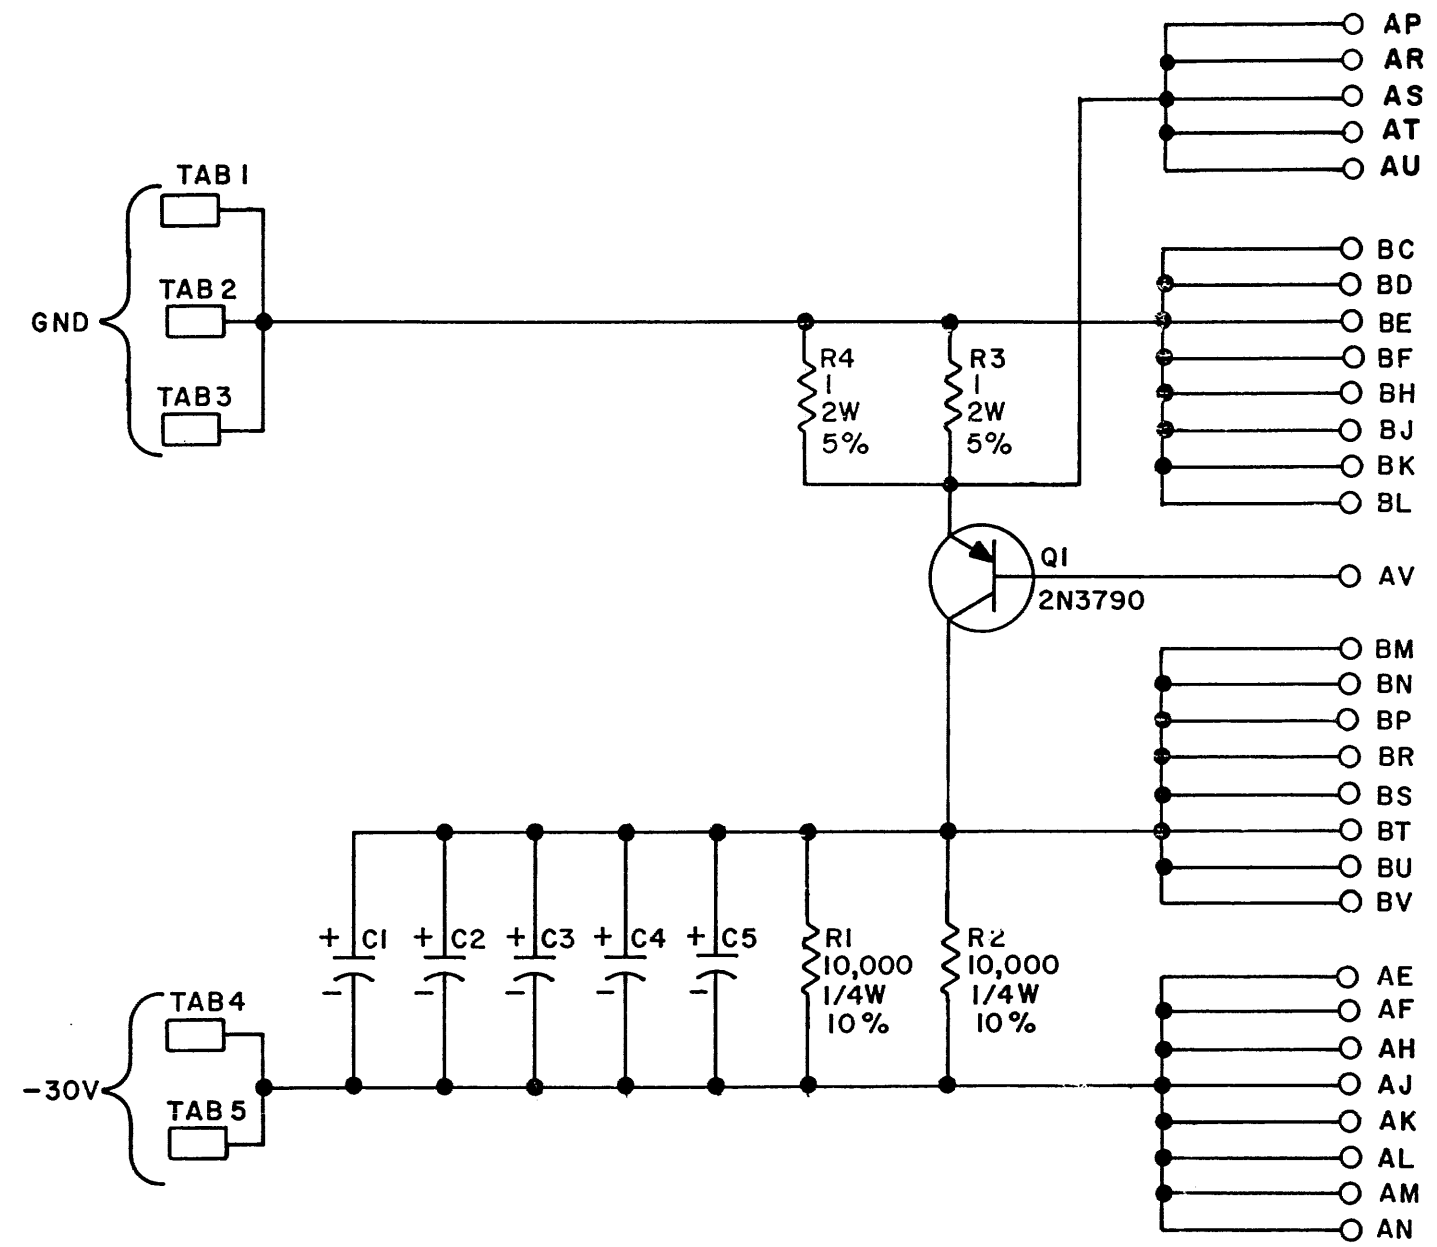 AP
AR
AS
AT
AU
TAB 1
TAB 2
GND
TAB 3
BC
BD
BE
BF
BH
BJ
BK
BL
R4
1
2W
5%
R3
1
2W
5%
Q1
2N3790
AV
BM
BN
BP
BR
BS
BT
BU
BV
+ C1
−
+ C2
−
+ C3
−
+ C4
−
+ C5
−
R1
10,000
1/4W
10%
R2
10,000
1/4W
10%
TAB4
-30V
TAB 5
AE
AF
AH
AJ
AK
AL
AM
AN